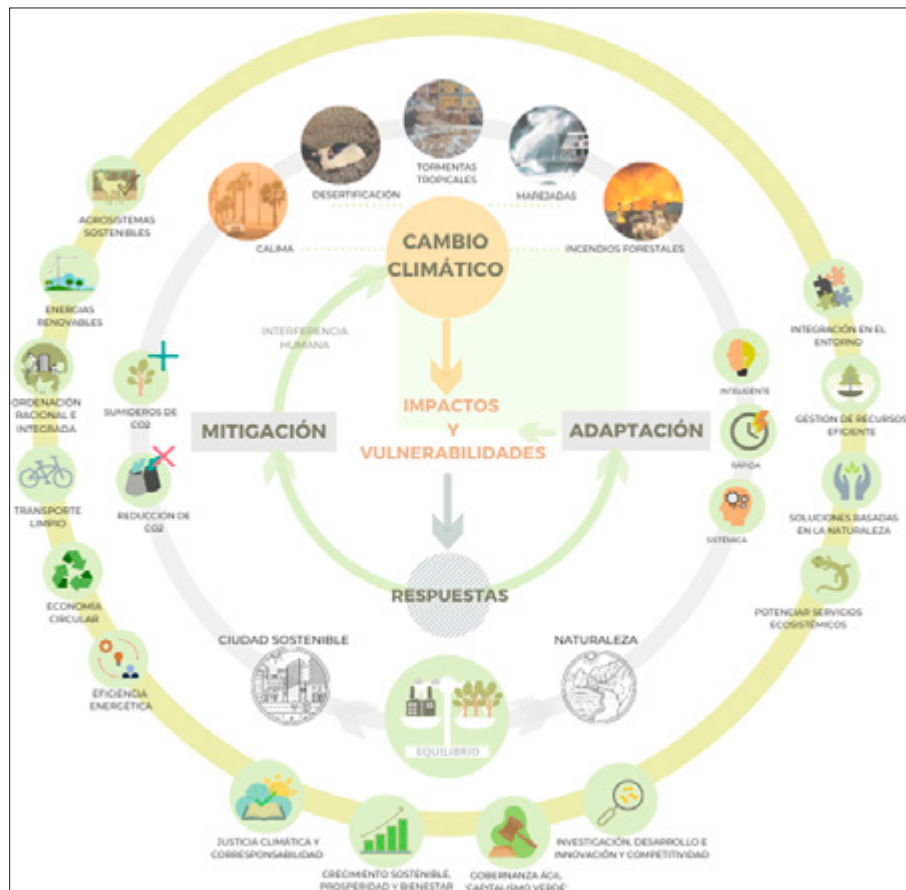 TORMENTAS
TROPICALES
DESERTIFICACIÓN
MAREJADAS
CALIMA
INCENDIOS FORESTALES
CAMBIO
CLIMÁTICO
AGROSISTEMAS
SOSTENIBLES
ENERGIAS
RENOVABLES
ORDENACIÓN
RACIONAL E
INTEGRADA
TRANSPORTE
LIMPIO
ECONOMÍA
CIRCULAR
EFICIENCIA
ENERGÉTICA
INTERFERENCIA
HUMANA
SUMIDEROS DE
CO2
MITIGACIÓN
REDUCCIÓN DE
CO2
IMPACTOS
Y
VULNERABILIDADES
ADAPTACIÓN
INTELIGENTE
RÁPIDA
SISTÉMICA
INTEGRACIÓN EN EL
ENTORNO
GESTION DE RECURSOS
EFICIENTE
SOLUCIONES BASADAS
EN LA NATURALEZA
POTENCIAR SERVICIOS
ECOSISTÉMICOS
RESPUESTAS
CIUDAD SOSTENIBLE
NATURALEZA
EQUILIBRIO
JUSTICIA CLIMÁTICA Y
CORRESPONSABILIDAD
CRECIMIENTO SOSTENIBLE,
PROSPERIDAD Y BIENESTAR
GOBERNANZA ÁGIL
'CAPITALISMO VERDE'
INVESTIGACIÓN, DESARROLLO E
INNOVACIÓN Y COMPETITIVIDAD